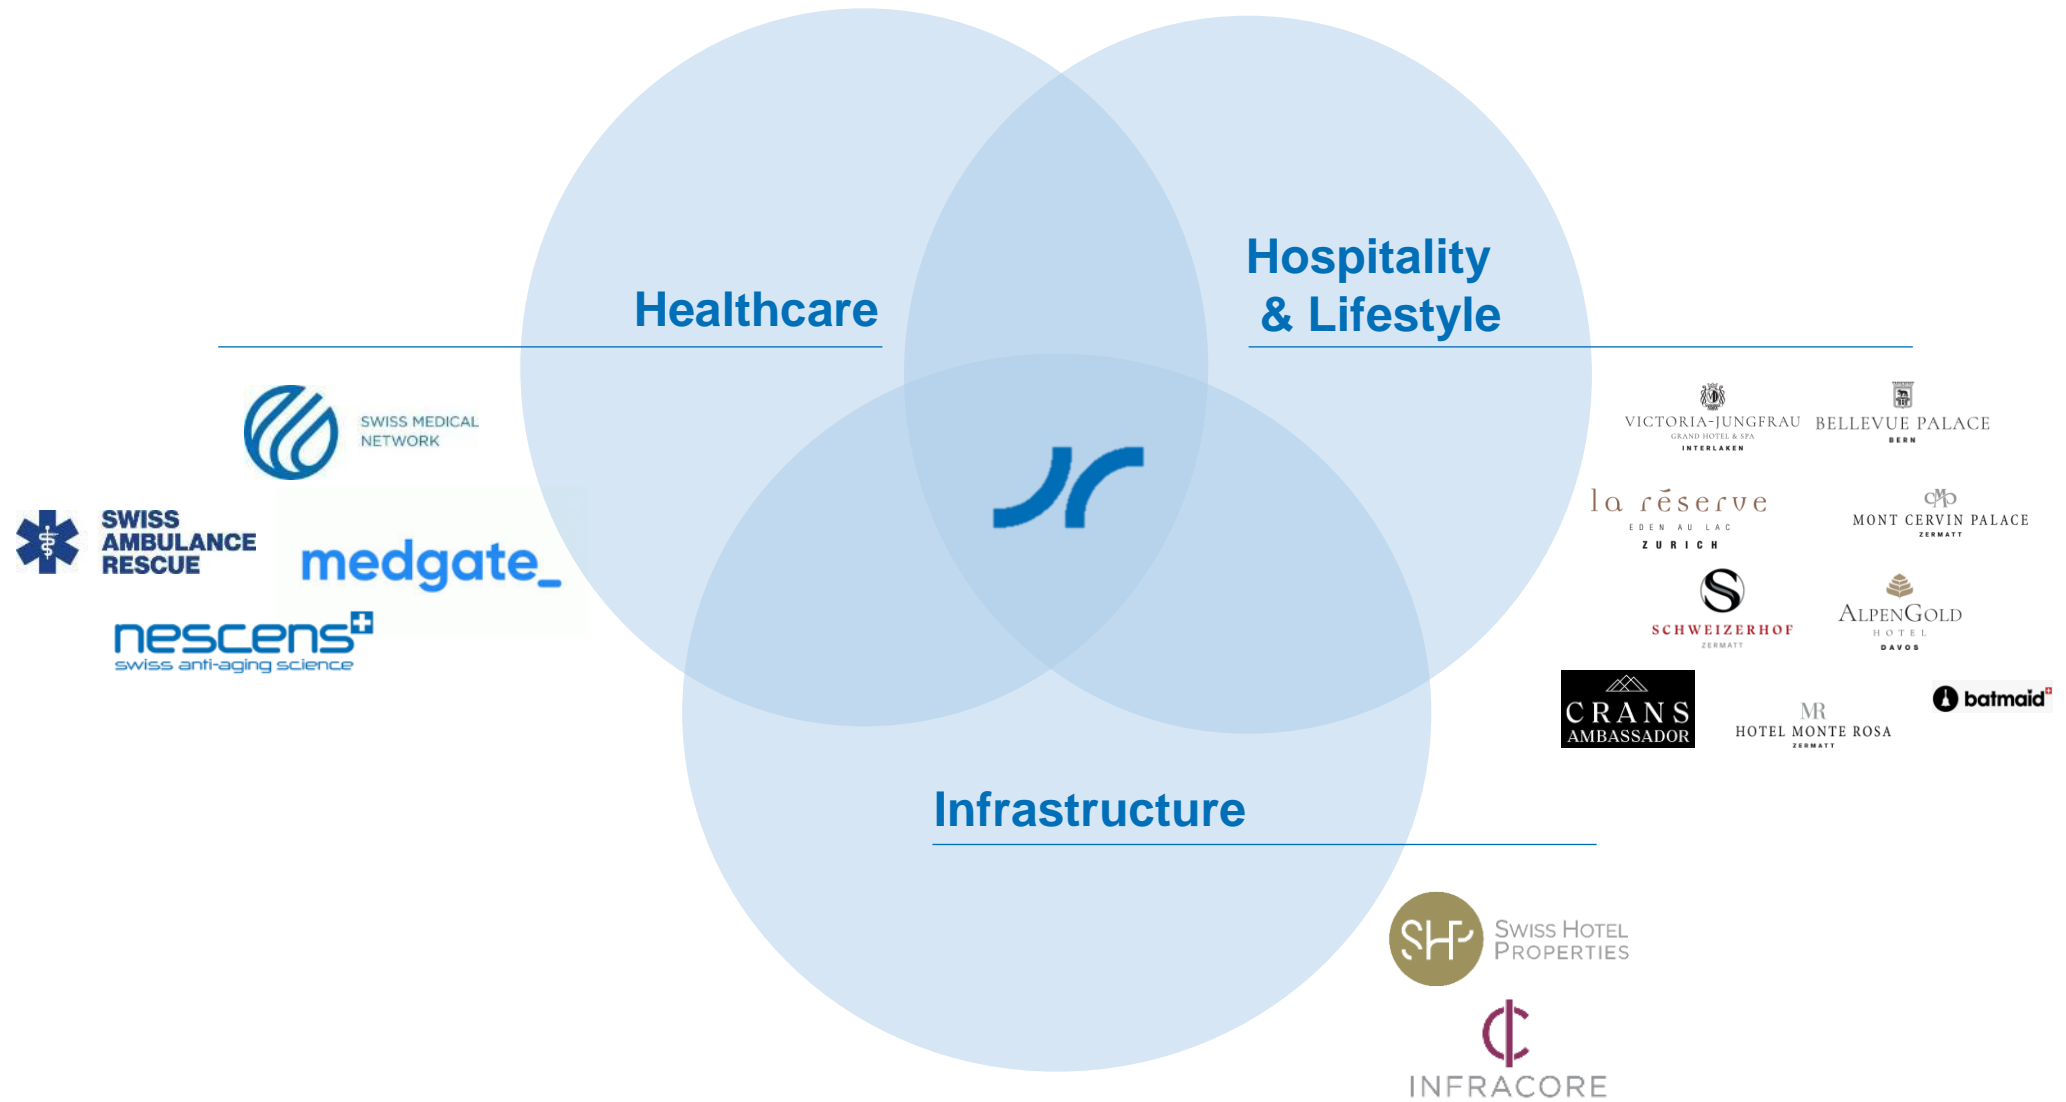 Healthcare
SWISS MEDICAL
NETWORK
SWISS
AMBULANCE
RESCUE
medgate_
nescens
swiss anti-aging science
Hospitality
& Lifestyle
VICTORIA-JUNGFRAU
GRAND HOTEL & SPA
INTERLAKEN
BELLEVUE PALACE
BERN
la réserve
EDEN AU LAC
ZURICH
MONT CERVIN PALACE
ZERMATT
SCHWEIZERHOF
ZERMATT
ALPENGOLD
HOTEL
DAVOS
CRANS
AMBASSADOR
MR
HOTEL MONTE ROSA
ZERMATT
batmaid
Infrastructure
SHP
SWISS HOTEL
PROPERTIES
INFRACORE